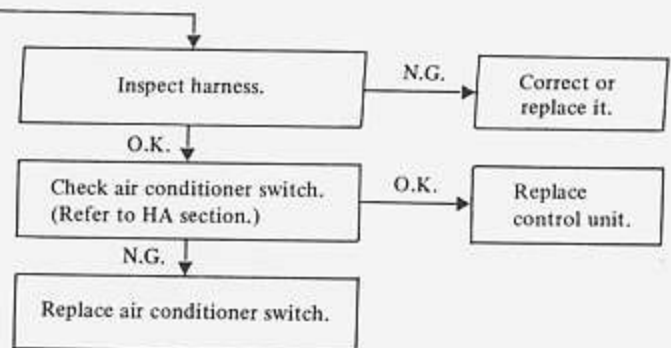 Inspect harness.
N.G.
Correct or
replace it.
O.K.
Check air conditioner switch.
(Refer to HA section.)
O.K.
Replace
control unit.
N.G.
Replace air conditioner switch.